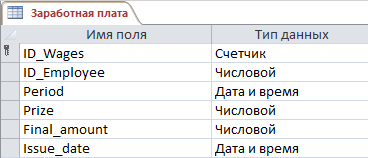 Заработная плата
Имя поля Тип данных
ID_Wages Счетчик
ID_Employee Числовой
Period Дата и время
Prize Числовой
Final_amount Числовой
Issue_date Дата и время